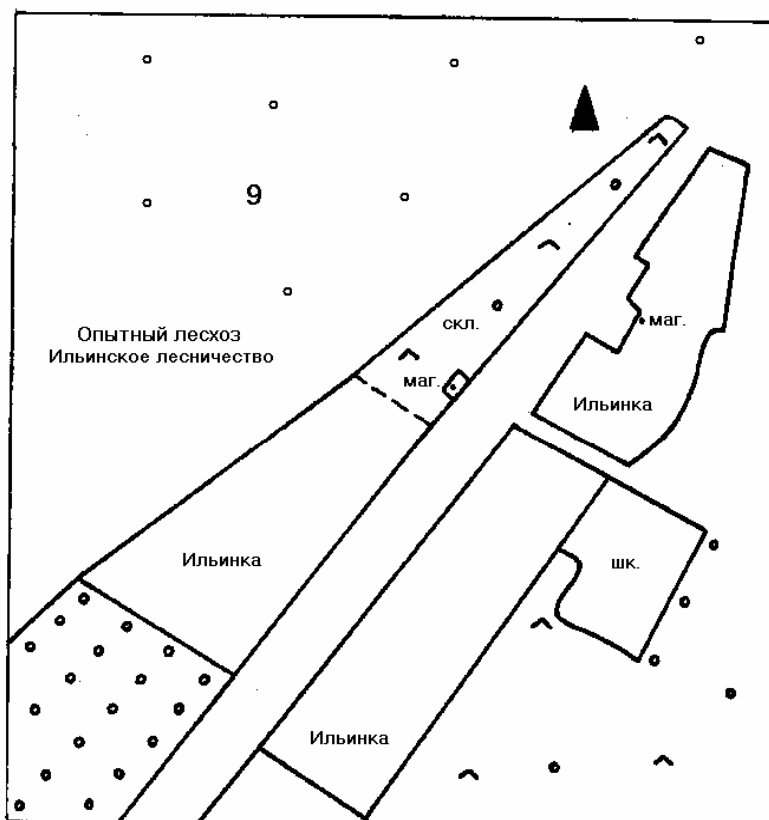 9
маг.
скл.
Опытный лесхоз
Ильинское лесничество
маг.
Ильинка
Ильинка
шк.
Ильинка